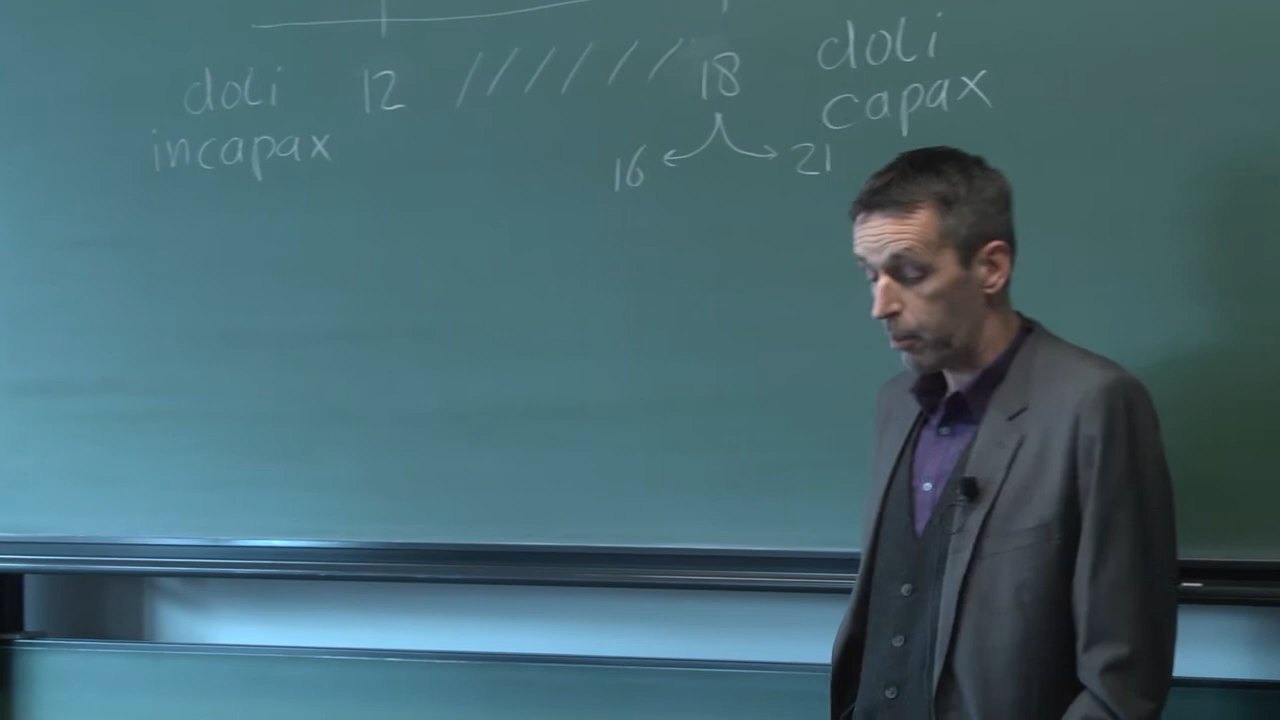 doli incapax
12 ////// 18
doli capax
16 21